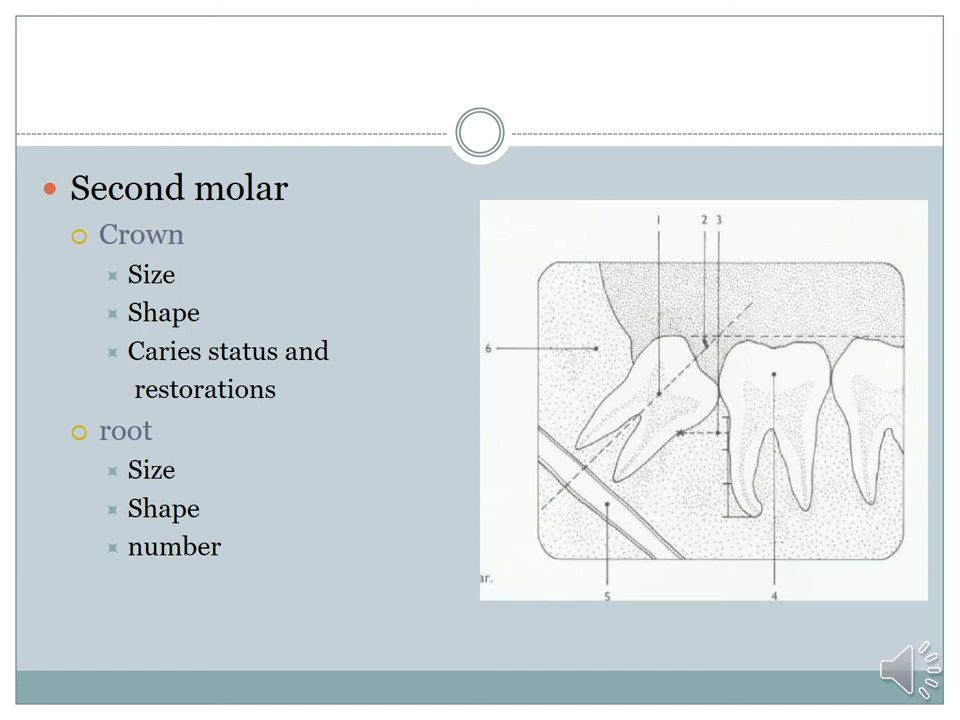 Second molar
Crown
Size
Shape
Caries status and
restorations
root
Size
Shape
number
1 2 3
6
ar.
5 4